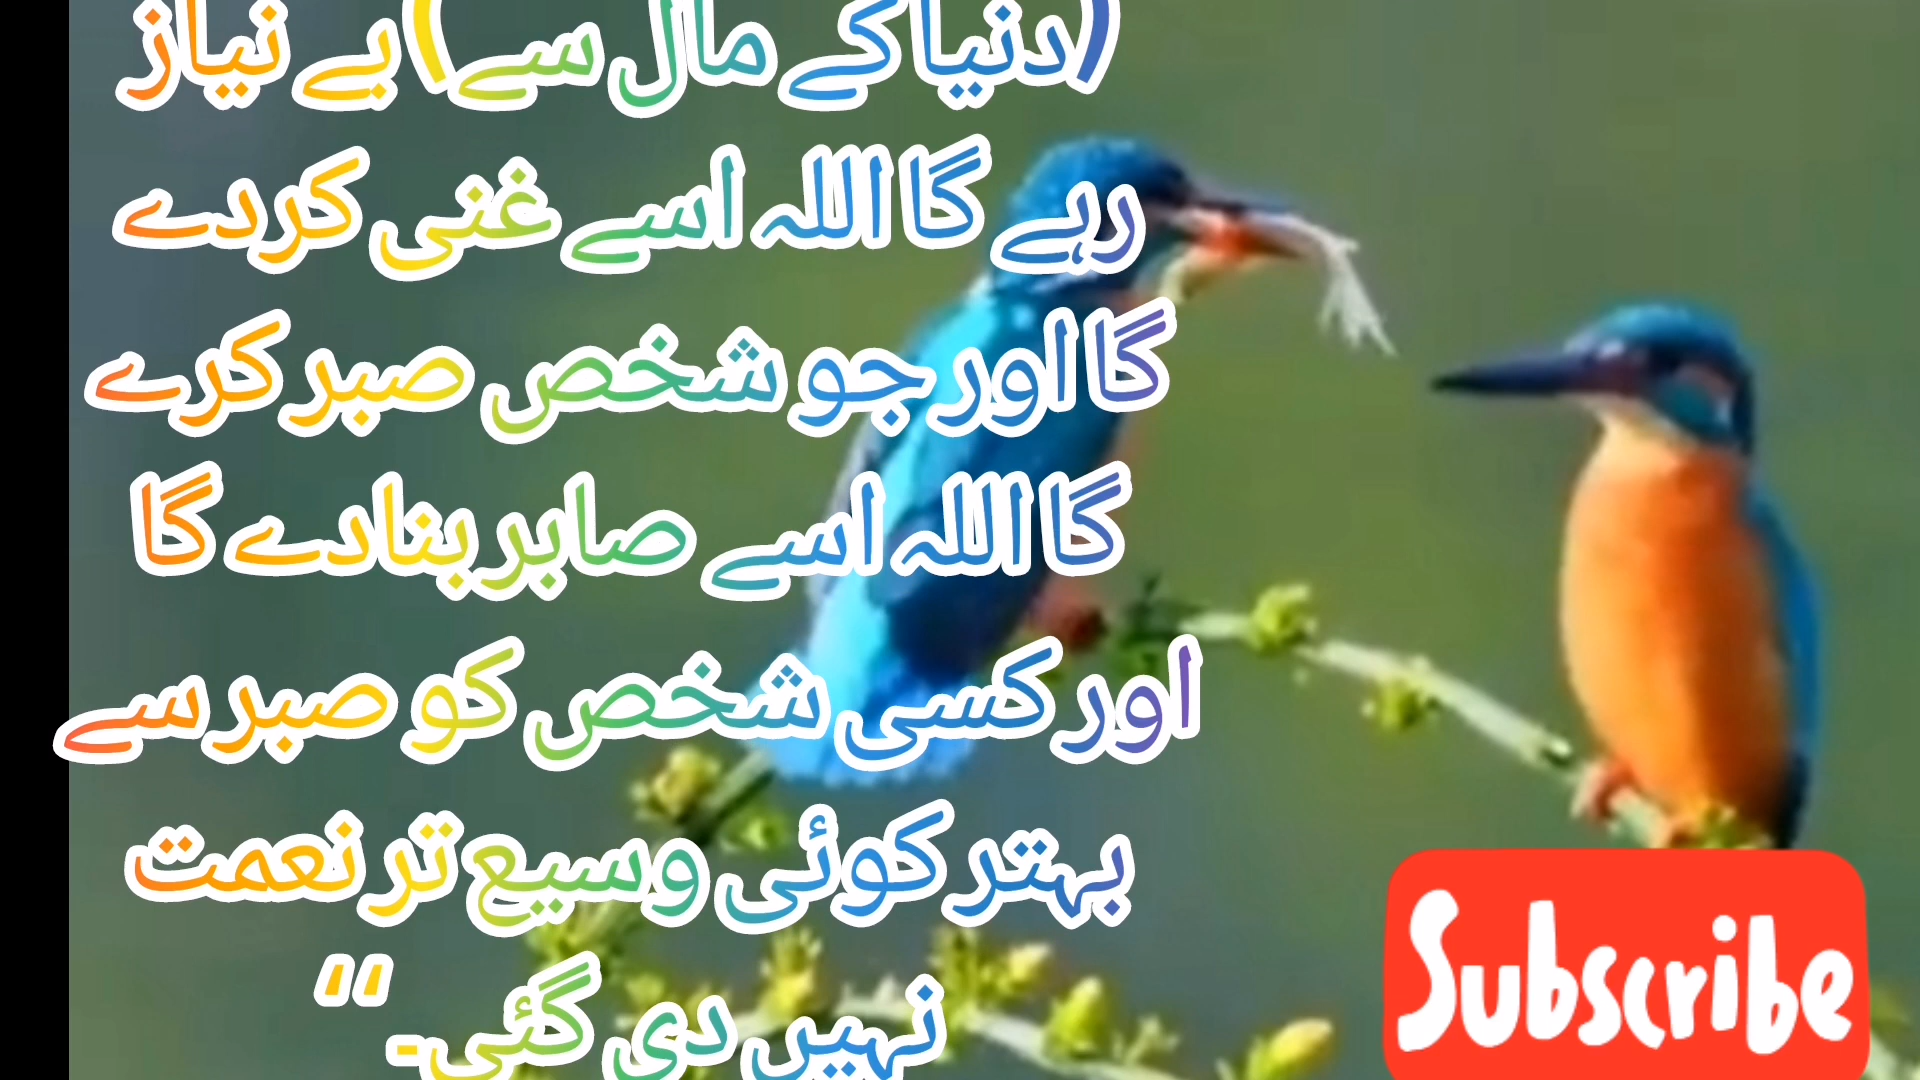 (دنیا کے مال سے) بے نیاز
رہے گا اللہ اسے غنی کردے
گا اور جو شخص صبر کرے
گا اللہ اسے صابر بنا دے گا
اور کسی شخص کو صبر سے
بہتر کوئی وسیع تر نعمت
نہیں دی گئی۔“
Subscribe